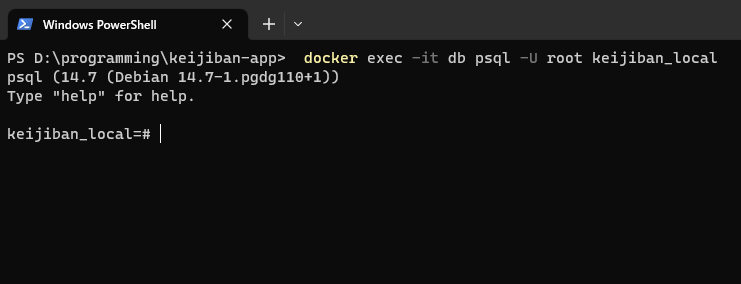 Windows PowerShell
PS D:\programming\keijiban-app>  docker exec -it db psql -U root keijiban_local
psql (14.7 (Debian 14.7-1.pgdg110+1))
Type "help" for help.
keijiban_local=#